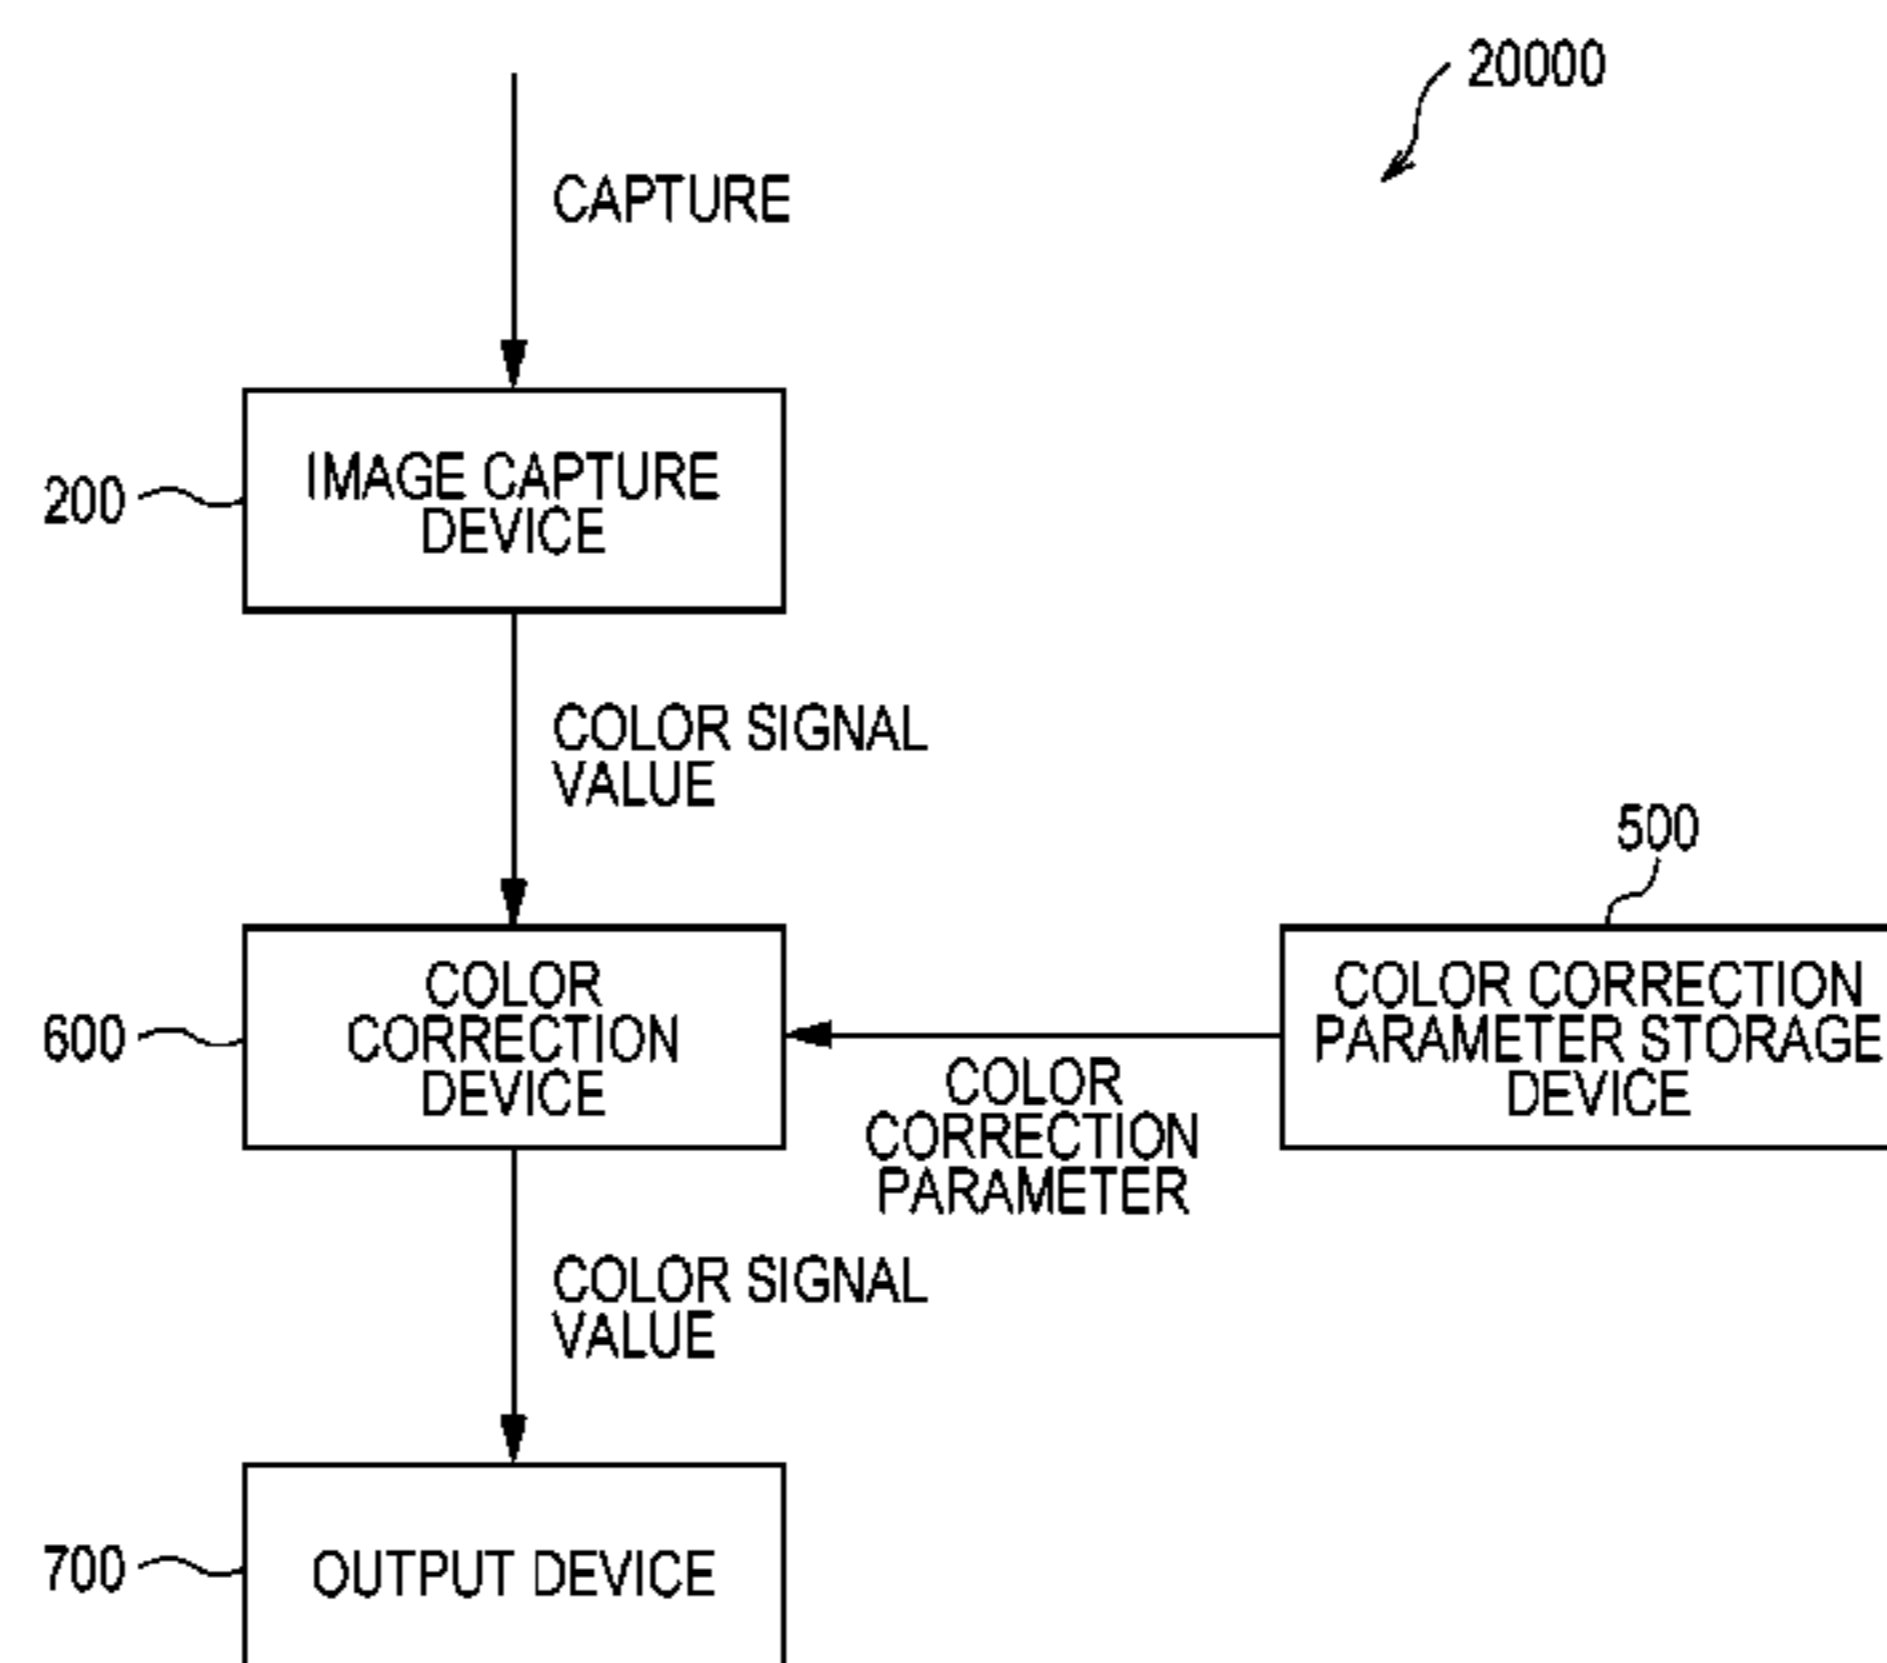 20000
CAPTURE
200
IMAGE CAPTURE
DEVICE
COLOR SIGNAL
VALUE
500
600
COLOR
CORRECTION
DEVICE
COLOR CORRECTION
PARAMETER STORAGE
DEVICE
COLOR
CORRECTION
PARAMETER
COLOR SIGNAL
VALUE
700
OUTPUT DEVICE